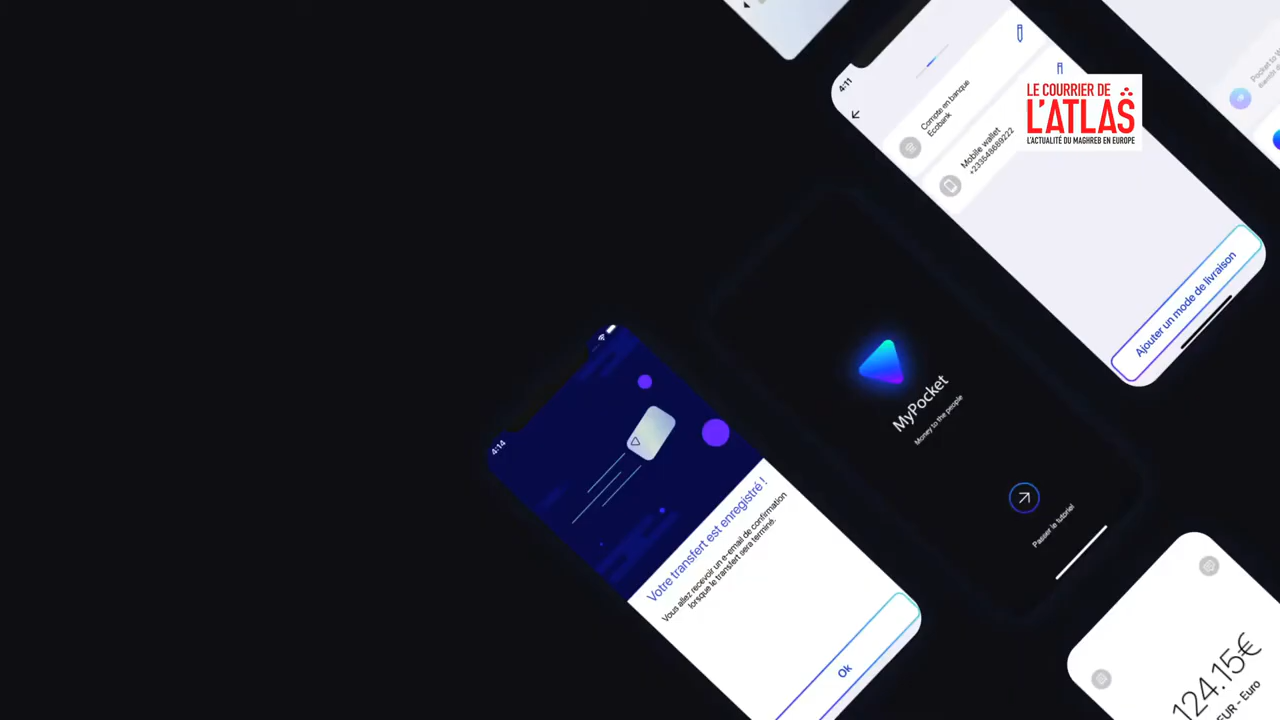 LE COURRIER DE
L'ATLAS
L'ACTUALITÉ DU MAGHREB EN EUROPE
4:11
Compte en banque
Ecobank
Mobile wallet
+233548689222
Ajouter un mode de livraison
MyPocket
Money to the people
Passer le tutoriel
4:14
Votre transfert est enregistré !
Vous allez recevoir un e-email de confirmation
lorsque le transfert sera terminé.
Ok
124.15€
EUR - Euro